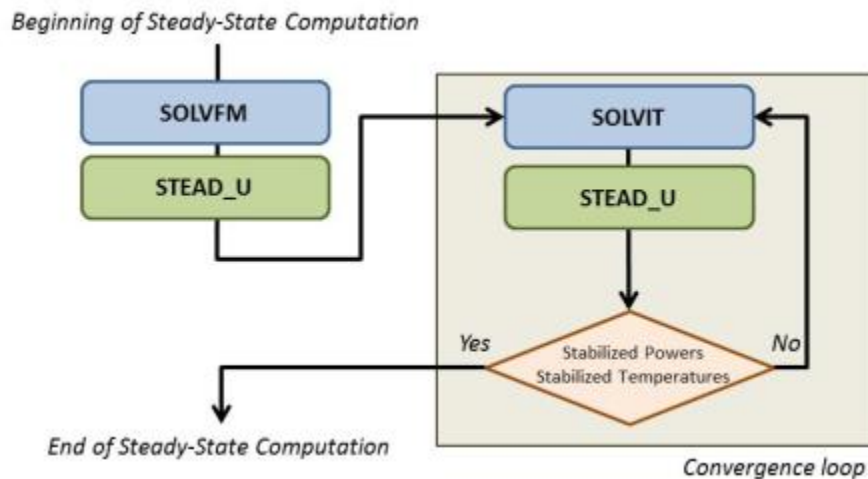 Beginning of Steady-State Computation
SOLVFM
STEAD_U
SOLVIT
STEAD_U
Yes
Stabilized Powers
Stabilized Temperatures
No
End of Steady-State Computation
Convergence loop